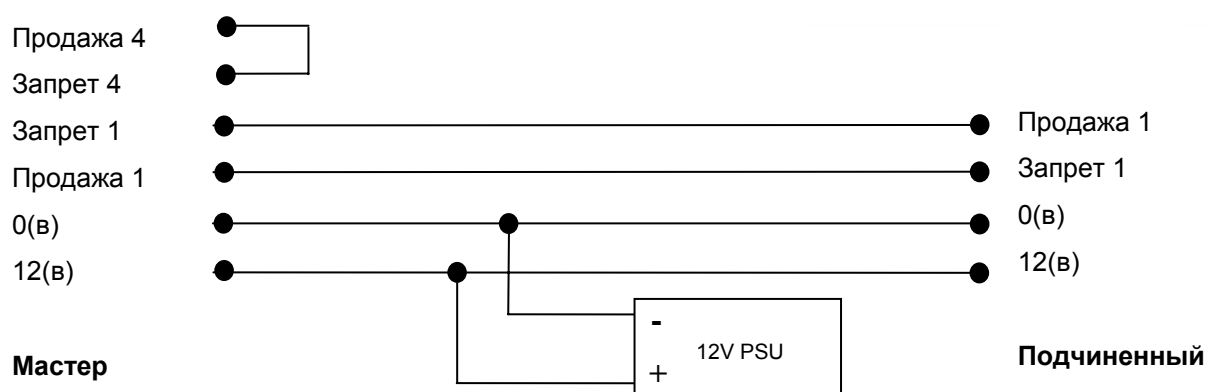 Продажа 4
Запрет 4
Запрет 1
Продажа 1
0(в)
12(в)
Мастер
Продажа 1
Запрет 1
0(в)
12(в)
Подчиненный
-
12V PSU
+